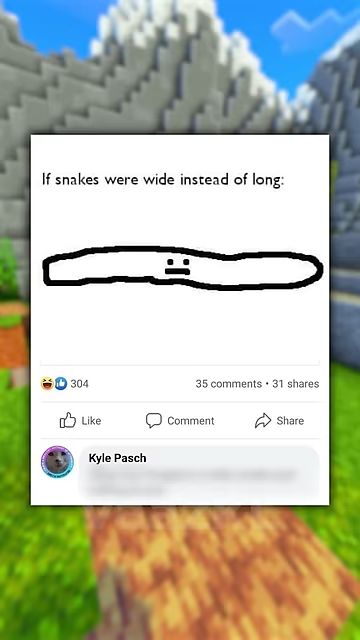 If snakes were wide instead of long:
304
35 comments • 31 shares
Like
Comment
Share
Kyle Pasch